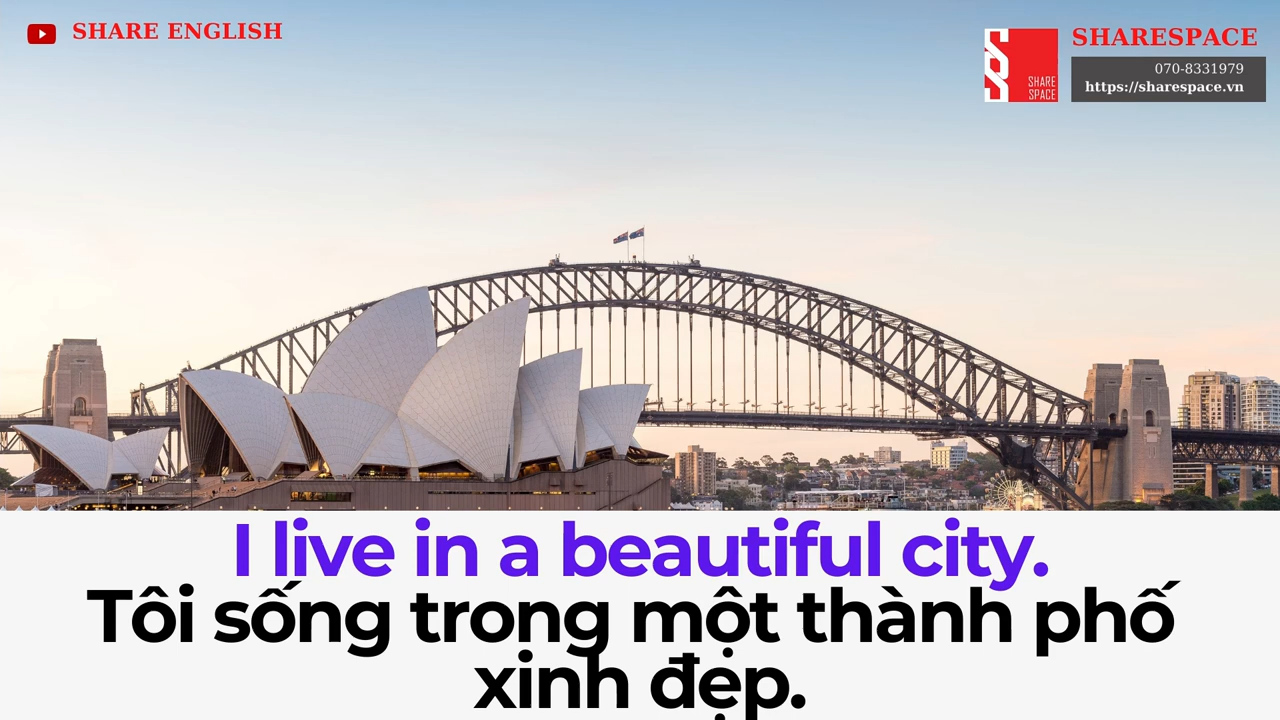 SHARE ENGLISH
SHARESPACE
070-8331979
https://sharespace.vn
SHARE
SPACE
I live in a beautiful city.
Tôi sống trong một thành phố
xinh đẹp.